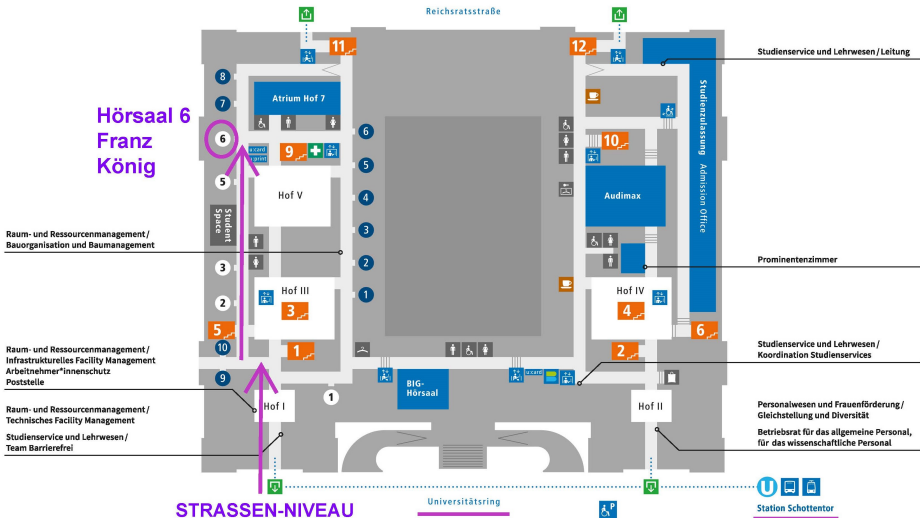 Reichsratsstraße
11
12
Studienservice und Lehrwesen / Leitung
8
7
Atrium Hof 7
Hörsaal 6
Franz
König
6
6
u:card
u:print
9
10
Studienzulassung Admission Office
5
5
Hof V
4
Audimax
Student
Space
3
Raum- und Ressourcenmanagement /
Bauorganisation und Baumanagement
3
2
Prominentenzimmer
Hof III
1
Hof IV
2
3
4
5
6
10
1
2
Raum- und Ressourcenmanagement /
Infrastrukturelles Facility Management
Arbeitnehmer*innenschutz
Poststelle
Studienservice und Lehrwesen /
Koordination Studienservices
u:card
9
1
BIG-
Hörsaal
Hof I
Hof II
Raum- und Ressourcenmanagement /
Technisches Facility Management
Studienservice und Lehrwesen /
Team Barrierefrei
Personalwesen und Frauenförderung /
Gleichstellung und Diversität
Betriebsrat für das allgemeine Personal,
für das wissenschaftliche Personal
STRASSEN-NIVEAU
Universitätsring
P
U
Station Schottentor